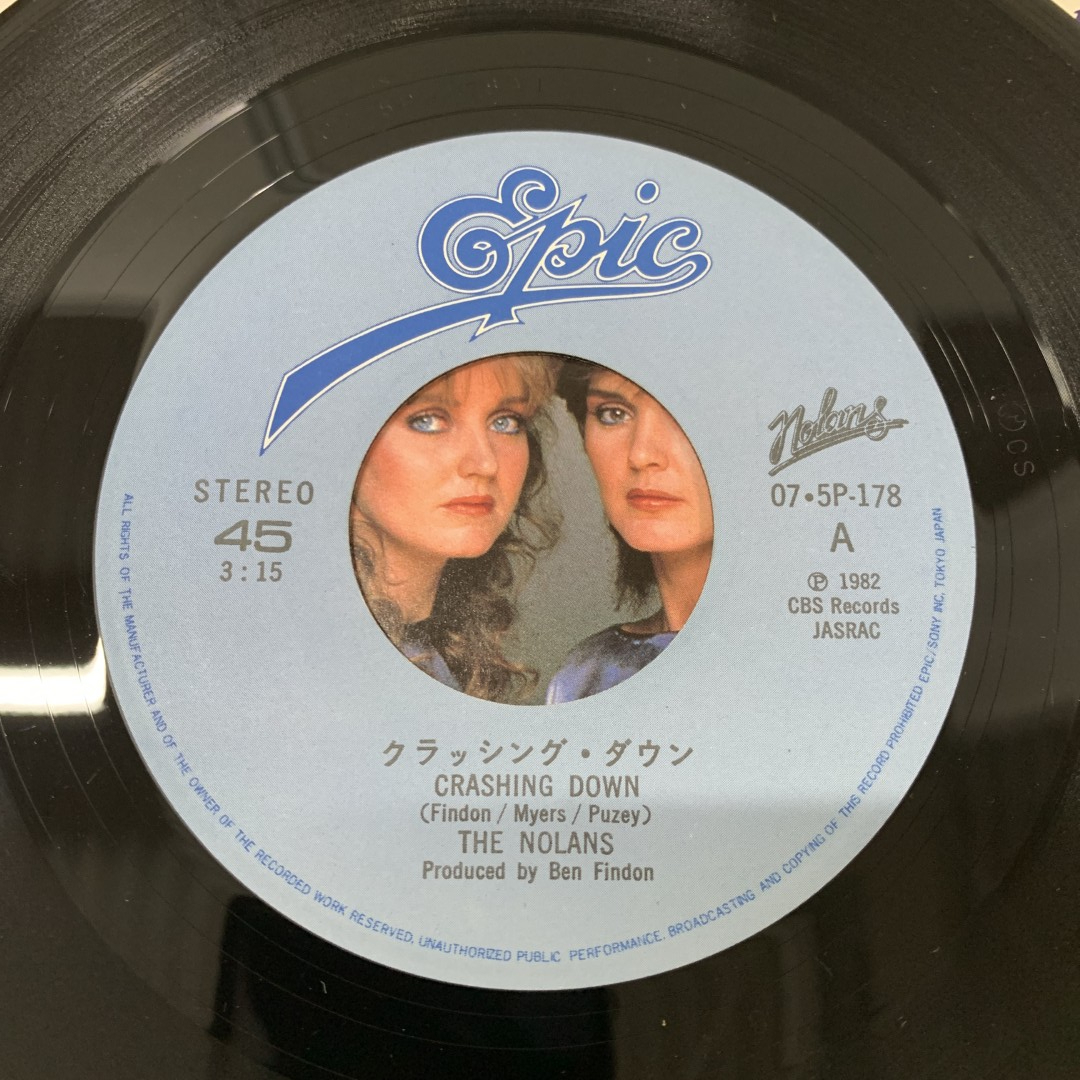 Epic
Nolans
STEREO
45
3:15
07•5P-178
A
Ⓟ 1982
CBS Records
JASRAC
クラッシング・ダウン
CRASHING DOWN
(Findon / Myers / Puzey)
THE NOLANS
Produced by Ben Findon
ALL RIGHTS OF THE MANUFACTURER AND OF THE OWNER OF THE RECORDED WORK RESERVED. UNAUTHORIZED PUBLIC PERFORMANCE, BROADCASTING AND COPYING OF THIS RECORD PROHIBITED EPIC/SONY INC. TOKYO JAPAN